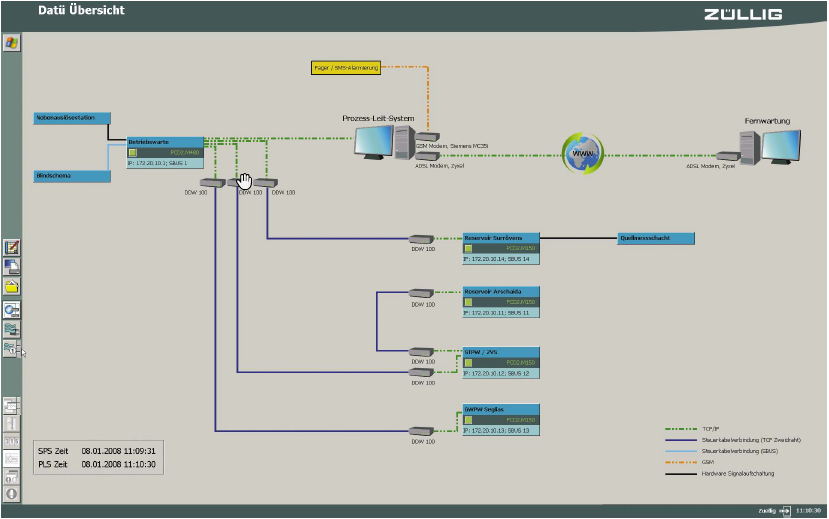 Datü Übersicht
ZÜLLIG
Pager / SMS-Alarmierung
Nebenauslösestation
Prozess-Leit-System
Fernwartung
Betriebswarte
PCD2.M480
IP: 172.20.10.1; SBUS 1
GSM Modem, Siemens MC35i
WWW
ADSL Modem, Zyxel
ADSL Modem, Zyxel
Blindschema
DDW 100
DDW 100
DDW 100
Reservoir Surrövens
PCD2.M150
IP: 172.20.10.14; SBUS 14
Quellmessschacht
DDW 100
Reservoir Arschaida
PCD2.M150
IP: 172.20.10.11; SBUS 11
DDW 100
STPW / ZVS
PCD2.M150
IP: 172.20.10.12; SBUS 12
DDW 100
DDW 100
GWPW Seglias
PCD2.M150
IP: 172.20.10.13; SBUS 13
DDW 100
TCP/IP
Steuerkabelverbindung (TCP Zweidraht)
Steuerkabelverbindung (SBUS)
GSM
Hardware Signalaufschaltung
SPS Zeit 08.01.2008 11:09:31
PLS Zeit 08.01.2008 11:10:30
Zuellig
11:10:30